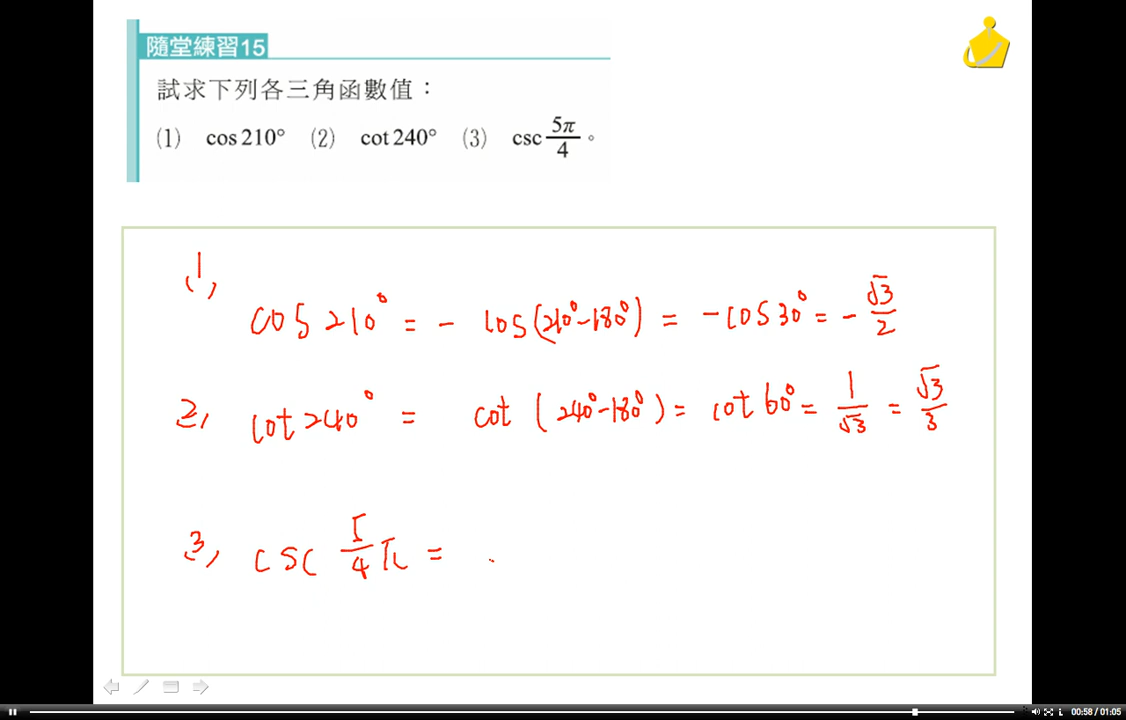 隨堂練習15
試求下列各三角函數值：
(1) cos 210° (2) cot 240° (3) csc 5π/4 。
1,
cos 210° = - cos(210°-180°) = -cos 30° = - √3/2
2, cot 240° = cot (240°-180°) = cot 60° = 1/√3 = √3/3
3, csc 5/4 π =
00:58 / 01:05